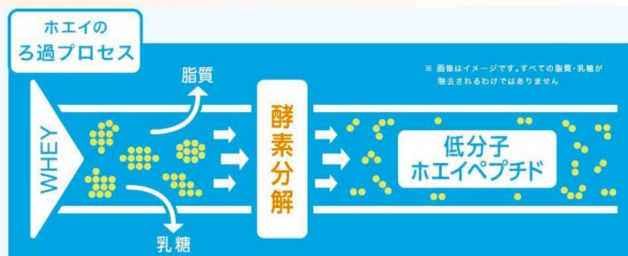 ホエイの
ろ過プロセス
脂質
※ 画像はイメージです。すべての脂質・乳糖が
除去されるわけではありません
WHEY
酵素分解
低分子
ホエイペプチド
乳糖